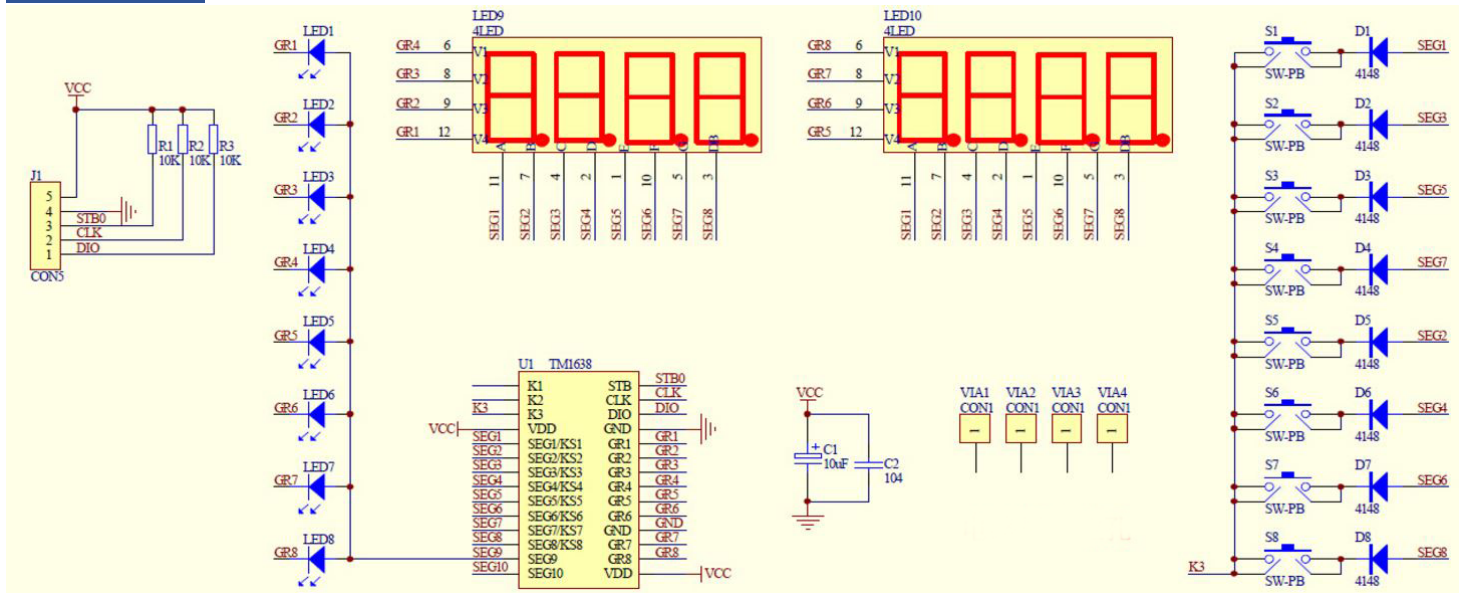 VCC
R1
10K
R2
10K
R3
10K
J1
5
4
3
2
1
STB0
CLK
DIO
CON5
LED1
GR1
LED2
GR2
LED3
GR3
LED4
GR4
LED5
GR5
LED6
GR6
LED7
GR7
LED8
GR8
LED9
4LED
GR4 6 V1
GR3 8 V2
GR2 9 V3
GR1 12 V4
A B C D E F G DB
11 7 4 2 1 10 5 3
SEG1 SEG2 SEG3 SEG4 SEG5 SEG6 SEG7 SEG8
LED10
4LED
GR8 6 V1
GR7 8 V2
GR6 9 V3
GR5 12 V4
A B C D E F G DB
11 7 4 2 1 10 5 3
SEG1 SEG2 SEG3 SEG4 SEG5 SEG6 SEG7 SEG8
U1 TM1638
K1 STB STB0
K2 CLK CLK
K3 K3 DIO DIO
VCC VDD GND
SEG1 SEG1/KS1 GR1 GR1
SEG2 SEG2/KS2 GR2 GR2
SEG3 SEG3/KS3 GR3 GR3
SEG4 SEG4/KS4 GR4 GR4
SEG5 SEG5/KS5 GR5 GR5
SEG6 SEG6/KS6 GR6 GR6
SEG7 SEG7/KS7 GND GND
SEG8 SEG8/KS8 GR7 GR7
SEG9 SEG9 GR8 GR8
SEG10 SEG10 VDD VCC
VCC
+
C1
10uF
C2
104
VIA1 VIA2 VIA3 VIA4
CON1 CON1 CON1 CON1
1 1 1 1
S1 D1 SEG1
SW-PB 4148
S2 D2 SEG3
SW-PB 4148
S3 D3 SEG5
SW-PB 4148
S4 D4 SEG7
SW-PB 4148
S5 D5 SEG2
SW-PB 4148
S6 D6 SEG4
SW-PB 4148
S7 D7 SEG6
SW-PB 4148
S8 D8 SEG8
K3
SW-PB 4148